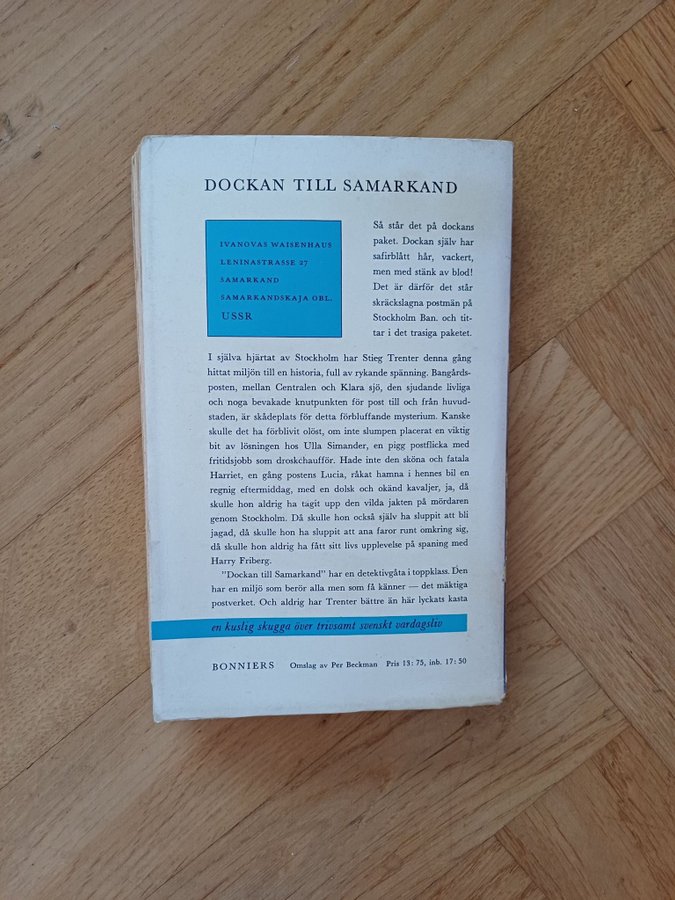 DOCKAN TILL SAMARKAND
IVANOVAS WAISENHAUS
LENINASTRASSE 27
SAMARKAND
SAMARKANDSKAJA OBL.
USSR
Så står det på dockans
paket. Dockan själv har
safirblått hår, vackert,
men med stänk av blod!
Det är därför det står
skräckslagna postmän på
Stockholm Ban. och tit-
tar i det trasiga paketet.
I själva hjärtat av Stockholm har Stieg Trenter denna gång
hittat miljön till en historia, full av rykande spänning. Bangårds-
posten, mellan Centralen och Klara sjö, den sjudande livliga
och noga bevakade knutpunkten för post till och från huvud-
staden, är skådeplats för detta förbluffande mysterium. Kanske
skulle det ha förblivit olöst, om inte slumpen placerat en viktig
bit av lösningen hos Ulla Simander, en pigg postflicka med
fritidsjobb som droskchaufför. Hade inte den sköna och fatala
Harriet, en gång postens Lucia, råkat hamna i hennes bil en
regnig eftermiddag, med en dolsk och okänd kavaljer, ja, då
skulle hon aldrig ha tagit upp den vilda jakten på mördaren
genom Stockholm. Då skulle hon också själv ha sluppit att bli
jagad, då skulle hon ha sluppit att ana faror runt omkring sig,
då skulle hon aldrig ha fått sitt livs upplevelse på spaning med
Harry Friberg.
"Dockan till Samarkand" har en detektivgåta i toppklass. Den
har en miljö som berör alla men som få känner — det mäktiga
postverket. Och aldrig har Trenter bättre än här lyckats kasta
en kuslig skugga över trivsamt svenskt vardagsliv
BONNIERS Omslag av Per Beckman Pris 13:75, inb. 17:50